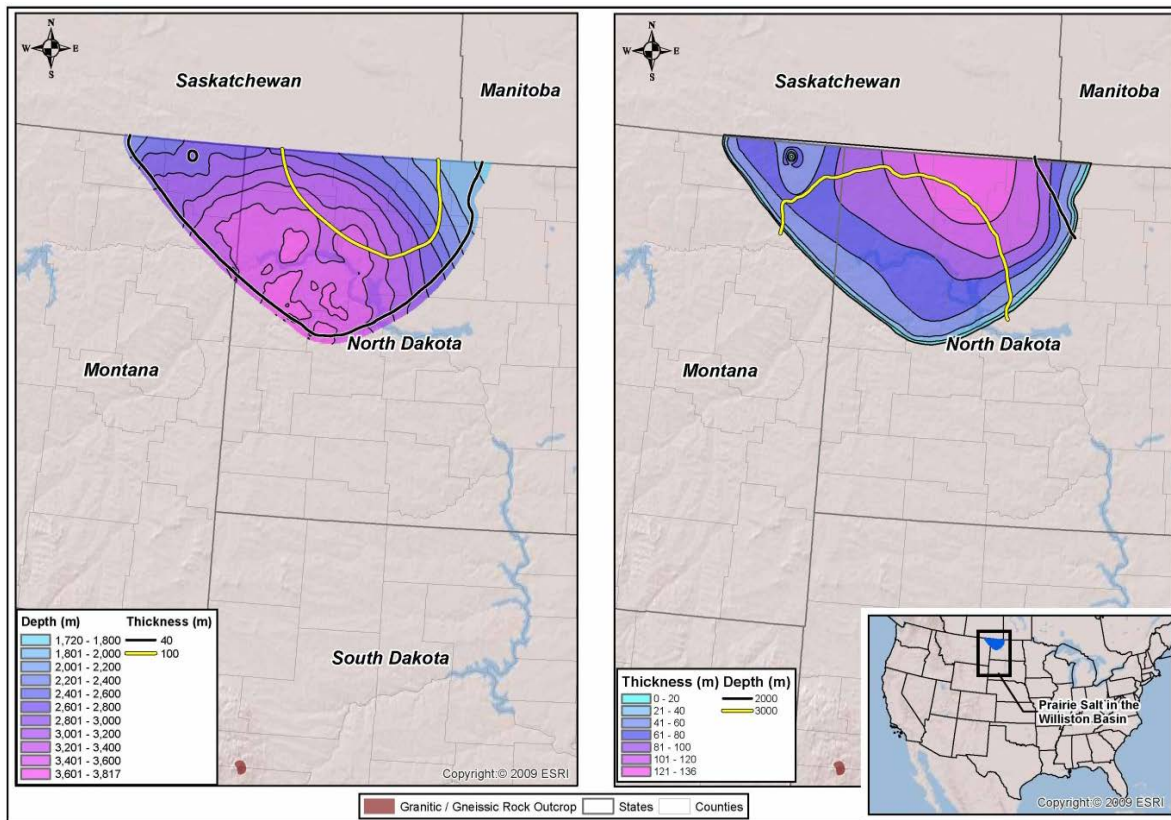 N
W E
S
Saskatchewan
Manitoba
North Dakota
Montana
South Dakota
Depth (m)
1,720 - 1,800
1,801 - 2,000
2,001 - 2,200
2,201 - 2,400
2,401 - 2,600
2,601 - 2,800
2,801 - 3,000
3,001 - 3,200
3,201 - 3,400
3,401 - 3,600
3,601 - 3,817
Thickness (m)
40
100
Copyright:© 2009 ESRI
N
W E
S
Saskatchewan
Manitoba
North Dakota
Montana
Thickness (m)
0 - 20
21 - 40
41 - 60
61 - 80
81 - 100
101 - 120
121 - 136
Depth (m)
2000
3000
Prairie Salt in the
Williston Basin
Copyright:© 2009 ESRI
Granitic / Gneissic Rock Outcrop
States
Counties